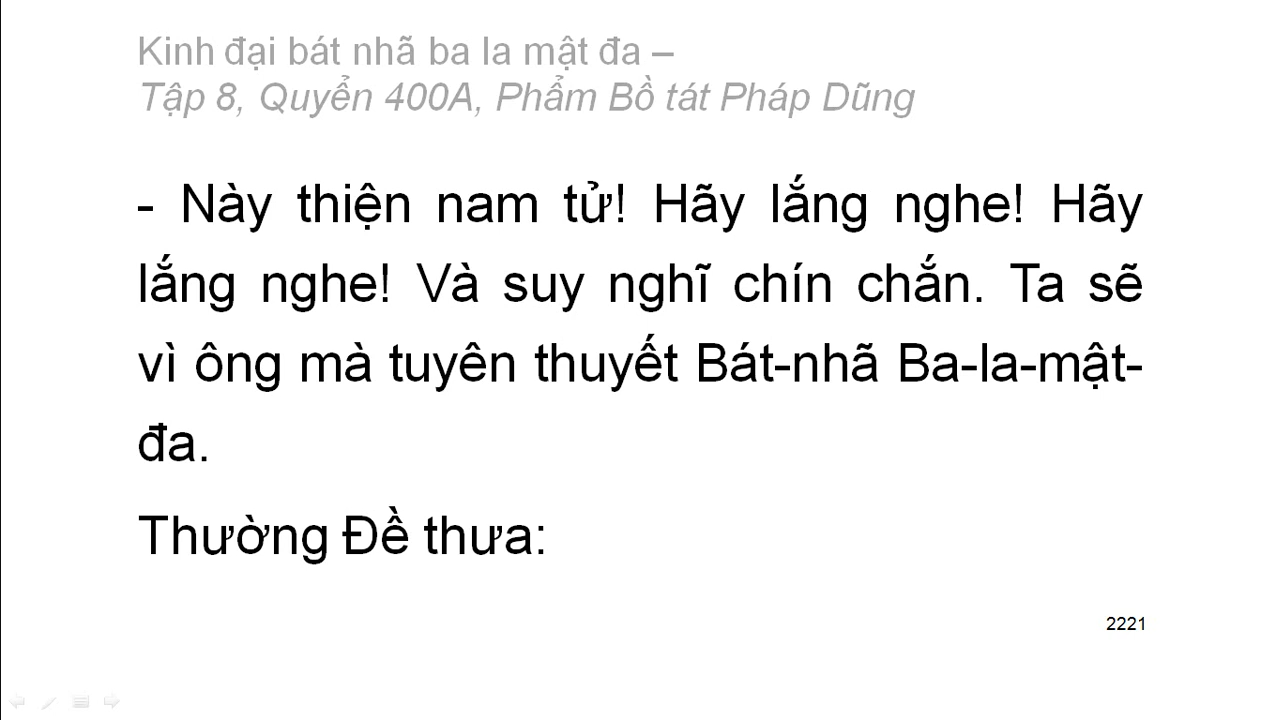 Kinh đại bát nhã ba la mật đa –
Tập 8, Quyển 400A, Phẩm Bồ tát Pháp Dũng
- Này thiện nam tử! Hãy lắng nghe! Hãy
lắng nghe! Và suy nghĩ chín chắn. Ta sẽ
vì ông mà tuyên thuyết Bát-nhã Ba-la-mật-
đa.
Thường Đề thưa:
2221